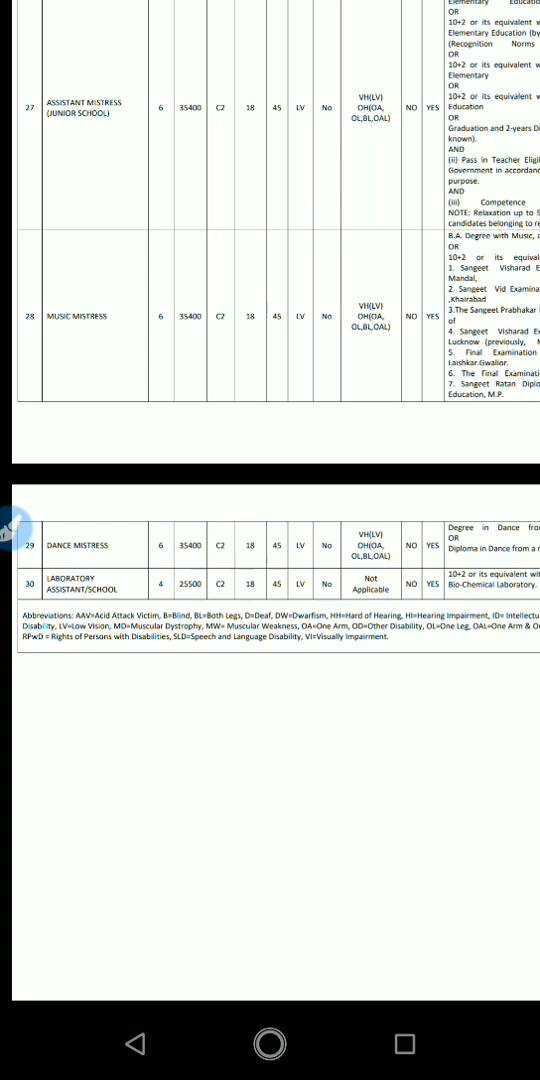 Elementary Educatio
OR
10+2 or its equivalent w
Elementary Education (by
(Recognition Norms
OR
10+2 or its equivalent w
Elementary
OR
10+2 or its equivalent w
Education
OR
Graduation and 2-years Di
known).
AND
(ii) Pass in Teacher Eligil
Government in accordanc
purpose.
AND
(iii) Competence
NOTE: Relaxation up to 5
candidates belonging to re
27 ASSISTANT MISTRESS (JUNIOR SCHOOL) 6 35400 C2 18 45 LV No VH(LV) OH(OA, OL,BL,OAL) NO YES
B.A. Degree with Music, a
OR
10+2 or its equival
1. Sangeet Visharad E
Mandal,
2. Sangeet Vid Examina
,Khairabad
3.The Sangeet Prabhakar
of
4. Sangeet Visharad Ex
Lucknow (previously,
5. Final Examination
Laishkar.Gwalior.
6. The Final Examinati
7. Sangeet Ratan Diplo
Education, M.P.
28 MUSIC MISTRESS 6 35400 C2 18 45 LV No VH(LV) OH(OA, OL,BL,OAL) NO YES
29 DANCE MISTRESS 6 35400 C2 18 45 LV No VH(LV) OH(OA, OL,BL,OAL) NO YES
Degree in Dance fro
OR
Diploma in Dance from a r
30 LABORATORY ASSISTANT/SCHOOL 4 25500 C2 18 45 LV No Not Applicable NO YES
10+2 or its equivalent wit
Bio-Chemical Laboratory.
Abbreviations: AAV=Acid Attack Victim, B=Blind, BL=Both Legs, D=Deaf, DW=Dwarfism, HH=Hard of Hearing, HI=Hearing Impairment, ID= Intellectu
Disability, LV=Low Vision, MD=Muscular Dystrophy, MW= Muscular Weakness, OA=One Arm, OD=Other Disability, OL=One Leg, OAL=One Arm & O
RPwD = Rights of Persons with Disabilities, SLD=Speech and Language Disability, VI=Visually Impairment.